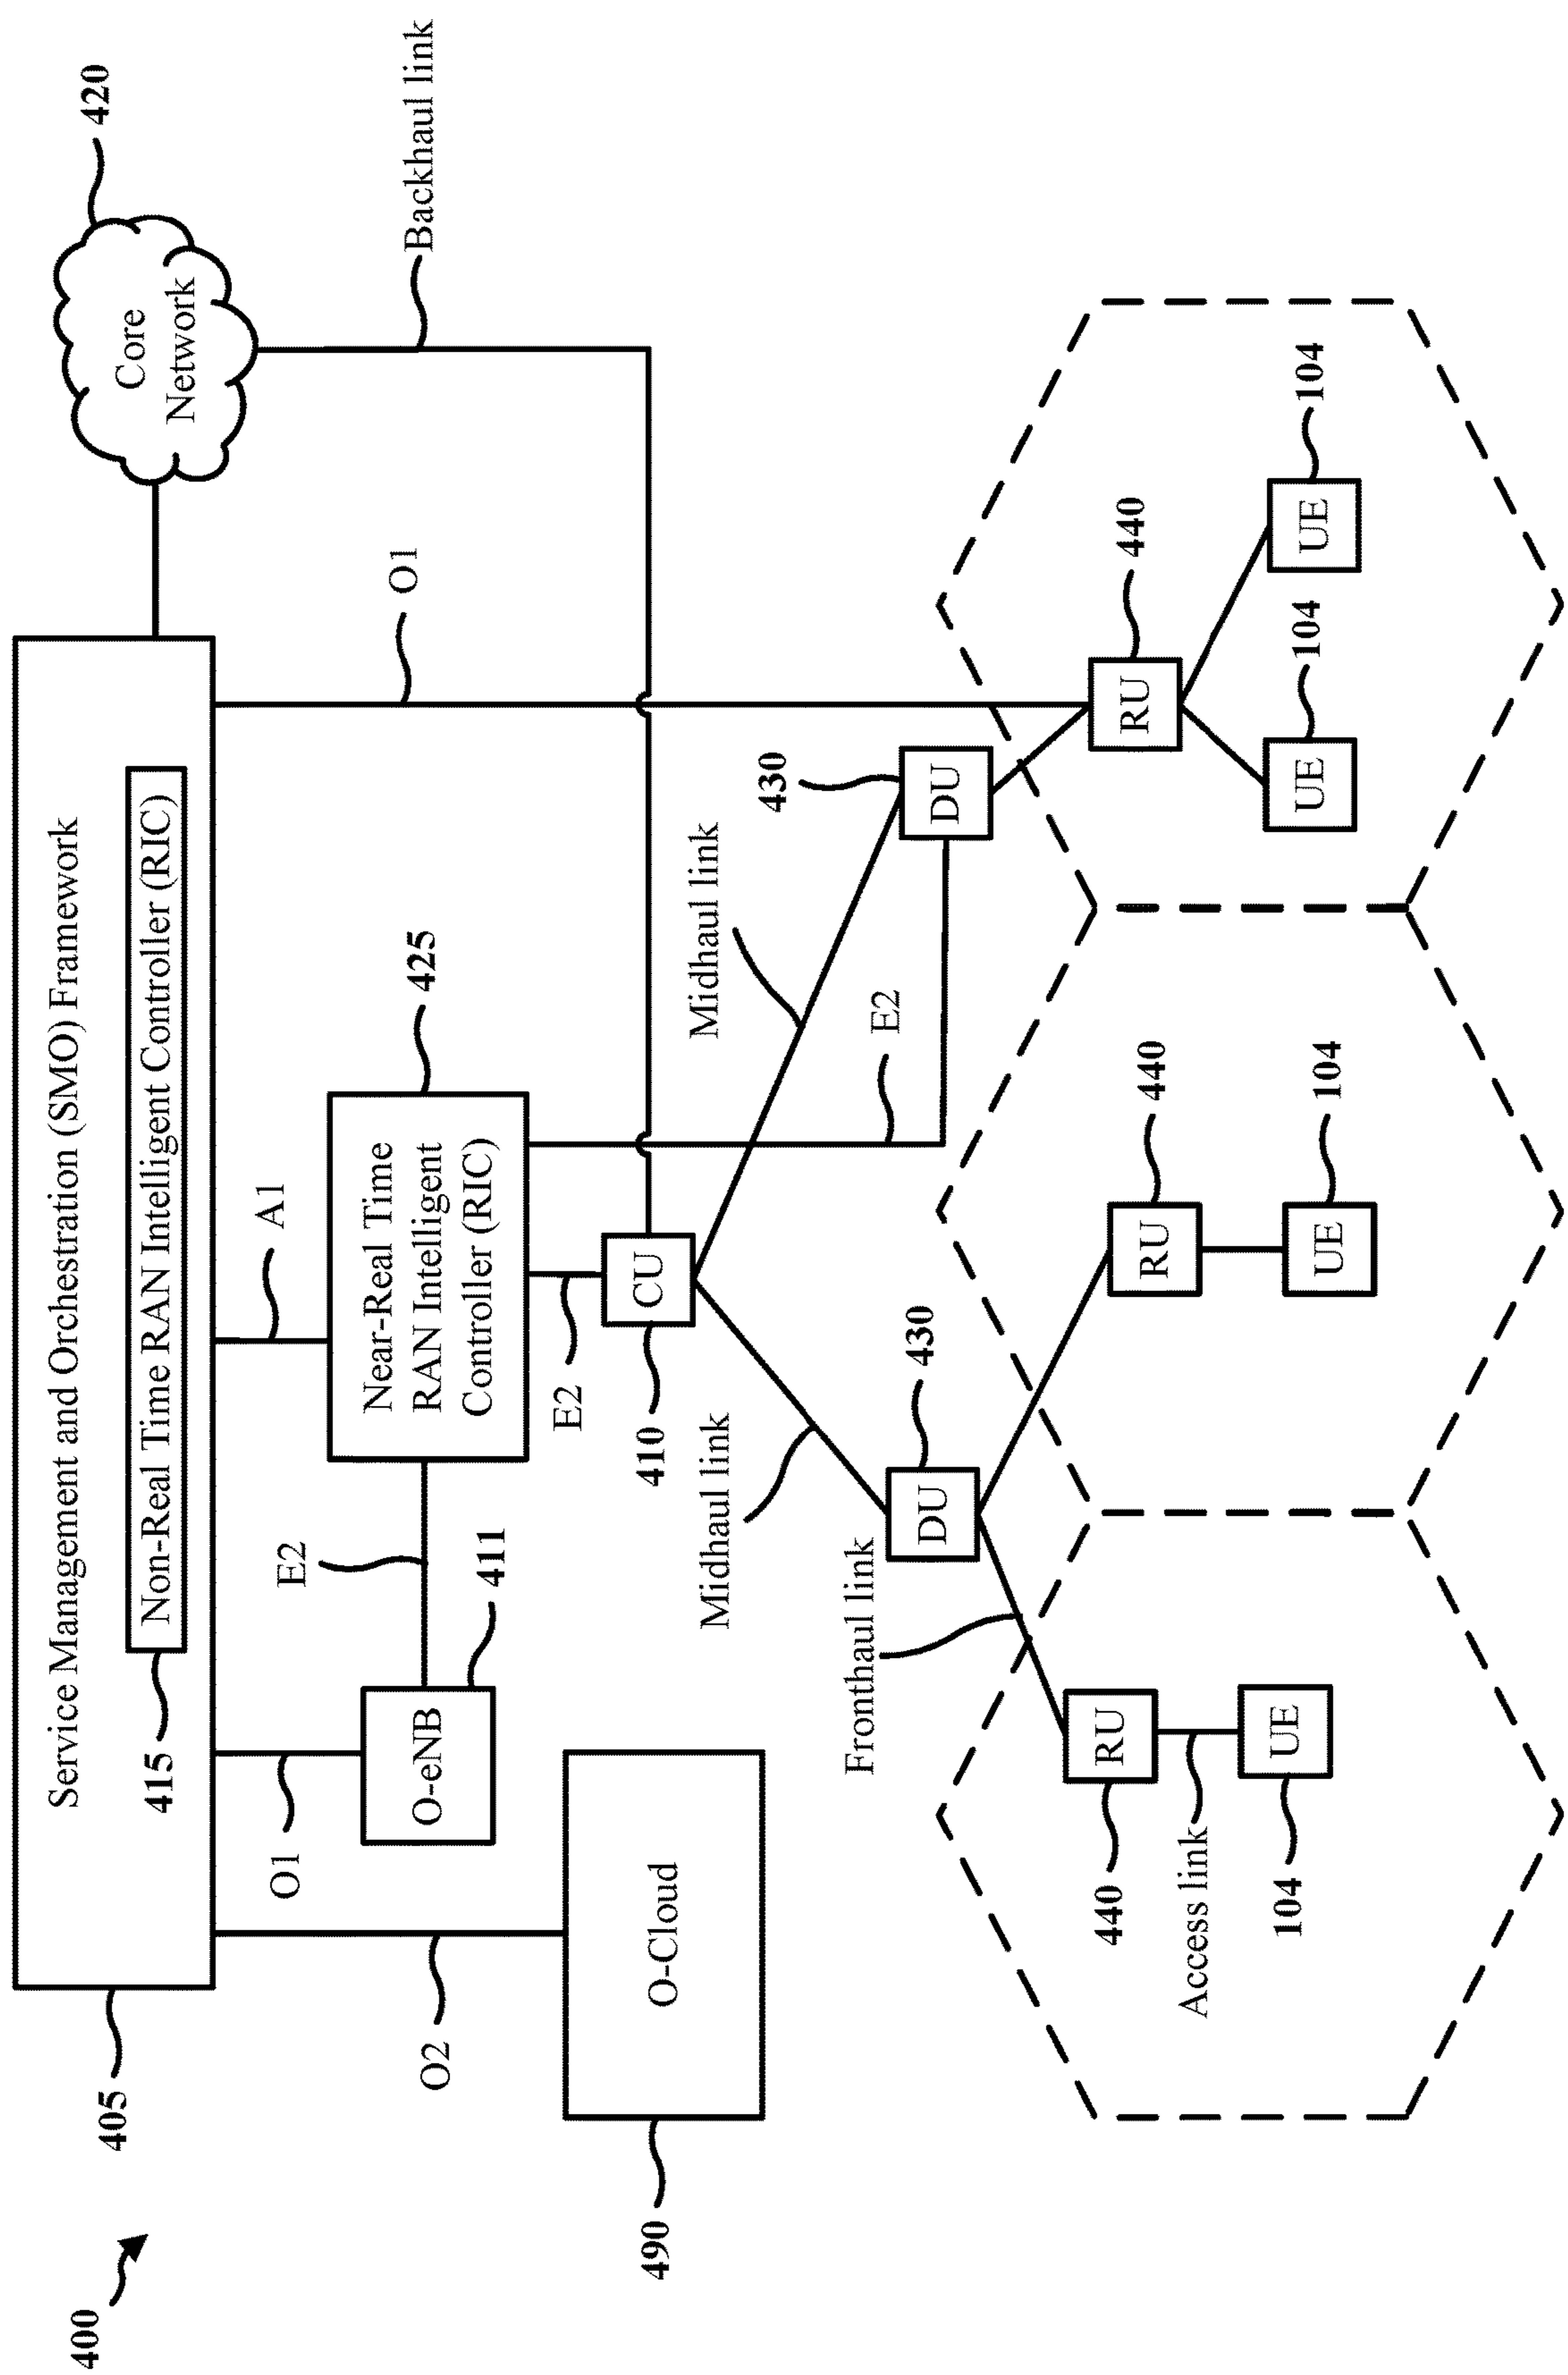 400
405
Service Management and Orchestration (SMO) Framework
415
Non-Real Time RAN Intelligent Controller (RIC)
Core
Network
420
O2
O1
A1
O1
Backhaul link
O-eNB
411
E2
Near-Real Time
RAN Intelligent
Controller (RIC)
425
490
O-Cloud
E2
410
CU
Midhaul link
Midhaul link
430
DU
E2
Fronthaul link
DU
430
440
RU
RU
440
RU
440
Access link
104
UE
UE
104
UE
104
UE
104